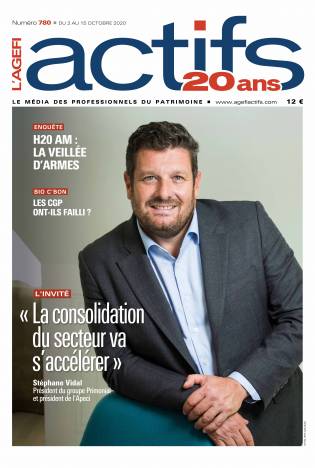 Numéro 780 ■ DU 2 AU 15 OCTOBRE 2020
L'AGEFI
actifs
20 ans
LE MÉDIA DES PROFESSIONNELS DU PATRIMOINE ■ www.agefiactifs.com 12 €
ENQUÊTE
H2O AM :
LA VEILLÉE
D'ARMES
BIO C'BON
LES CGP
ONT-ILS FAILLI ?
L'INVITÉ
« La consolidation
du secteur va
s'accélérer »
Stéphane Vidal
Président du groupe Primonial
et président de l'Apeci